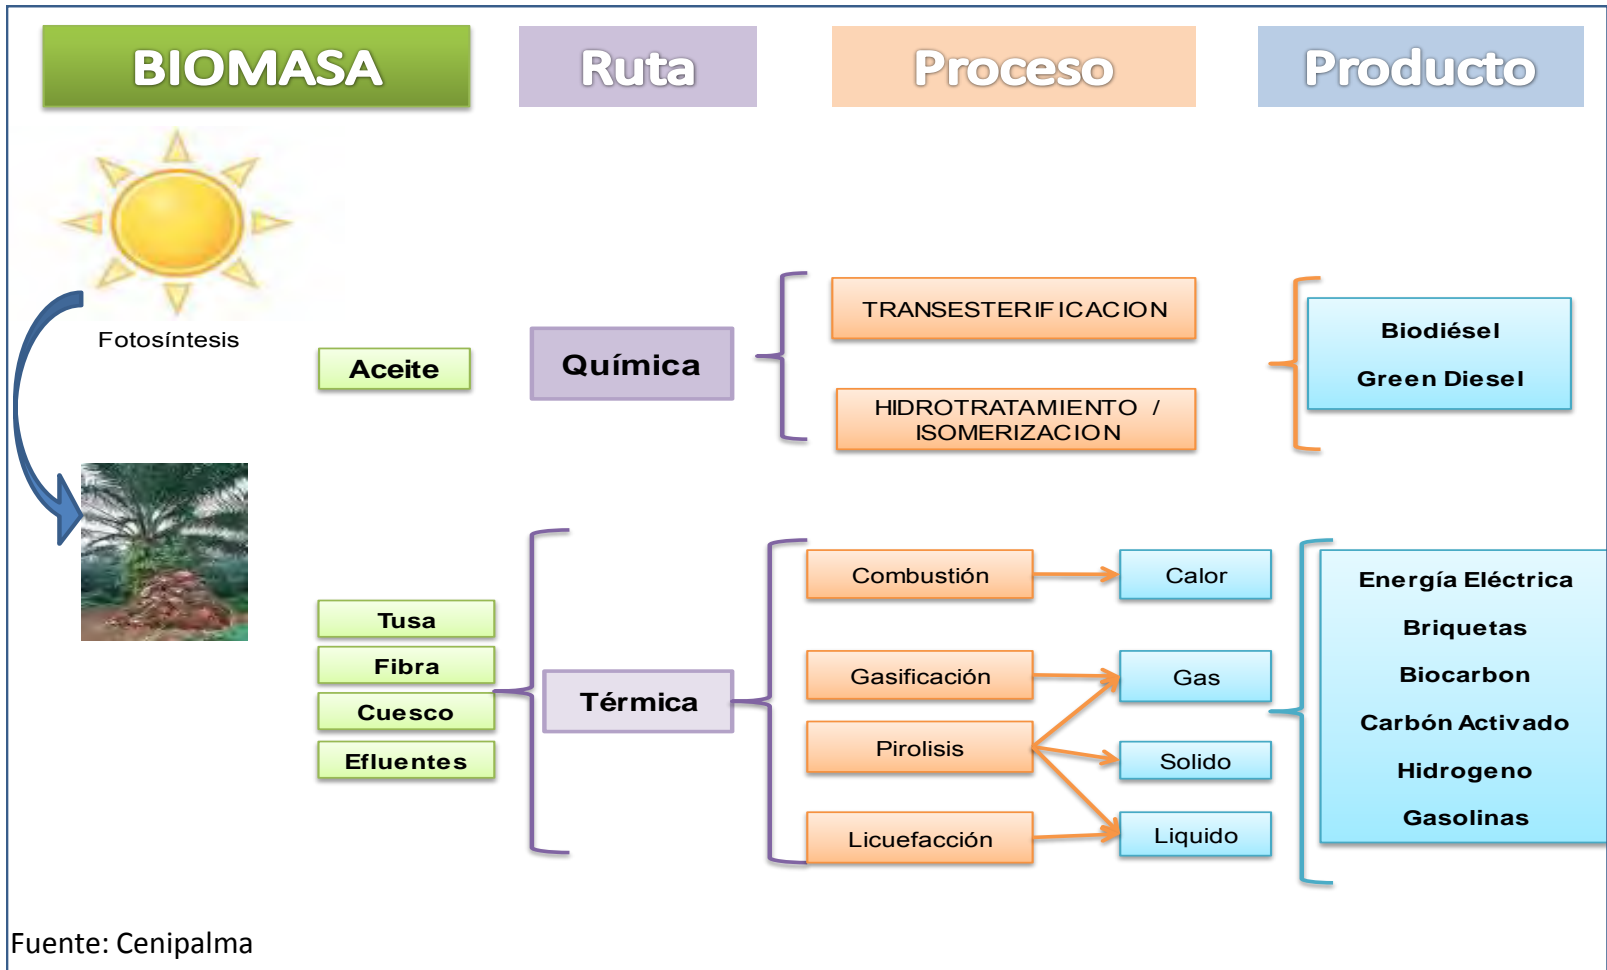 BIOMASA
Ruta
Proceso
Producto
Fotosíntesis
Aceite
Química
TRANSESTERIFICACION
HIDROTRATAMIENTO /
ISOMERIZACION
Biodiésel
Green Diesel
Tusa
Fibra
Cuesco
Efluentes
Térmica
Combustión
Gasificación
Pirolisis
Licuefacción
Calor
Gas
Solido
Liquido
Energía Eléctrica
Briquetas
Biocarbon
Carbón Activado
Hidrogeno
Gasolinas
Fuente: Cenipalma